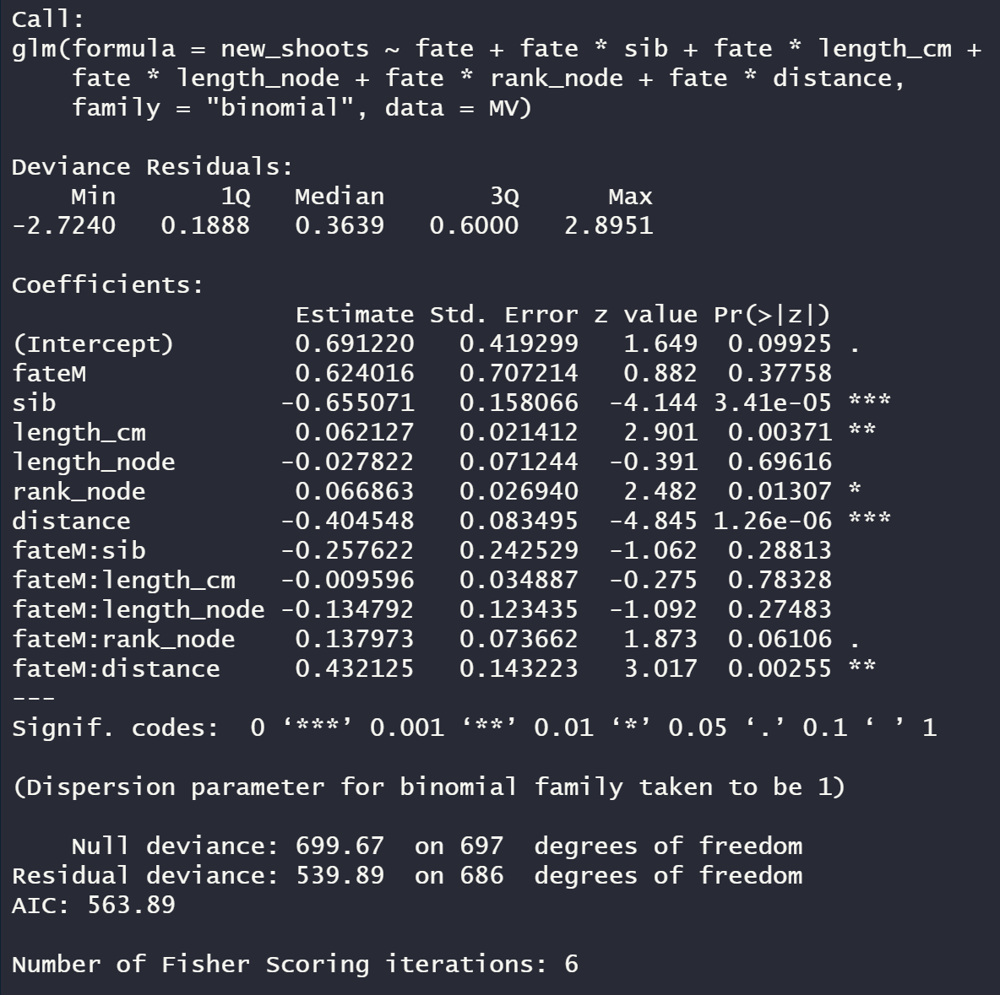 Call:
glm(formula = new_shoots ~ fate + fate * sib + fate * length_cm +
    fate * length_node + fate * rank_node + fate * distance,
    family = "binomial", data = MV)

Deviance Residuals:
    Min       1Q   Median       3Q      Max
-2.7240   0.1888   0.3639   0.6000   2.8951

Coefficients:
                   Estimate Std. Error z value Pr(>|z|)
(Intercept)        0.691220   0.419299   1.649  0.09925 .
fateM              0.624016   0.707214   0.882  0.37758
sib               -0.655071   0.158066  -4.144 3.41e-05 ***
length_cm          0.062127   0.021412   2.901  0.00371 **
length_node       -0.027822   0.071244  -0.391  0.69616
rank_node          0.066863   0.026940   2.482  0.01307 *
distance          -0.404548   0.083495  -4.845 1.26e-06 ***
fateM:sib         -0.257622   0.242529  -1.062  0.28813
fateM:length_cm   -0.009596   0.034887  -0.275  0.78328
fateM:length_node -0.134792   0.123435  -1.092  0.27483
fateM:rank_node    0.137973   0.073662   1.873  0.06106 .
fateM:distance     0.432125   0.143223   3.017  0.00255 **
---
Signif. codes:  0 ‘***’ 0.001 ‘**’ 0.01 ‘*’ 0.05 ‘.’ 0.1 ‘ ’ 1

(Dispersion parameter for binomial family taken to be 1)

    Null deviance: 699.67  on 697  degrees of freedom
Residual deviance: 539.89  on 686  degrees of freedom
AIC: 563.89

Number of Fisher Scoring iterations: 6